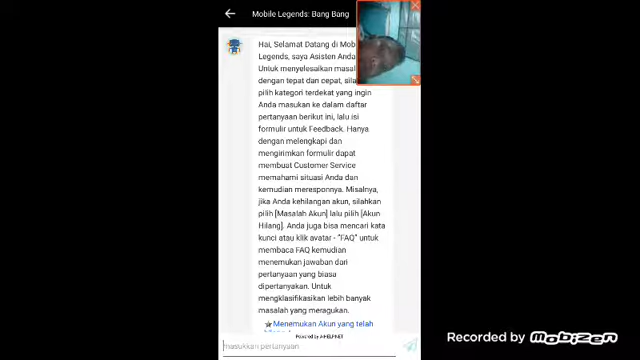 Mobile Legends: Bang Bang
Hai, Selamat Datang di Mob
Legends, saya Asisten Anda
Untuk menyelesaikan masal
dengan tepat dan cepat, sila
pilih kategori terdekat yang ingin
Anda masukan ke dalam daftar
pertanyaan berikut ini, lalu isi
formulir untuk Feedback. Hanya
dengan melengkapi dan
mengirimkan formulir dapat
membuat Customer Service
memahami situasi Anda dan
kemudian meresponnya. Misalnya,
jika Anda kehilangan akun, silahkan
pilih [Masalah Akun] lalu pilih [Akun
Hilang]. Anda juga bisa mencari kata
kunci atau klik avatar - "FAQ" untuk
membaca FAQ kemudian
menemukan jawaban dari
pertanyaan yang biasa
dipertanyakan. Untuk
mengklasifikasikan lebih banyak
masalah yang meragukan.
Menemukan Akun yang telah
Powered by AIHELP.NET
masukkan pertanyaan
Recorded by mobizen